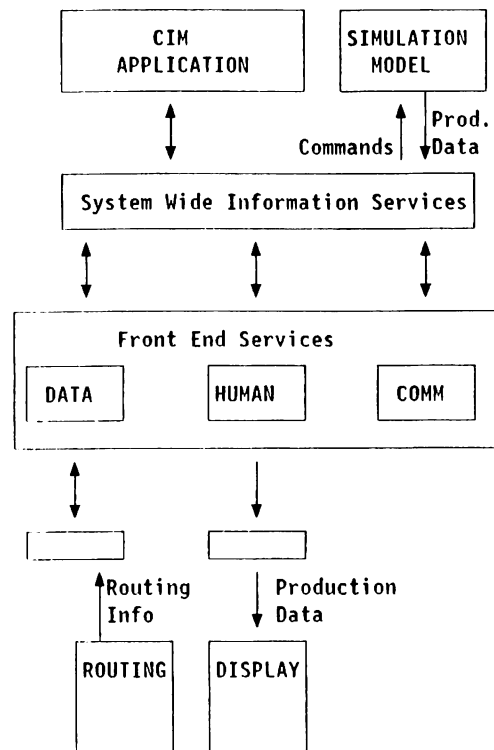 CIM
APPLICATION
SIMULATION
MODEL
Commands
Prod.
Data
System Wide Information Services
Front End Services
DATA
HUMAN
COMM
Routing
Info
Production
Data
ROUTING
DISPLAY